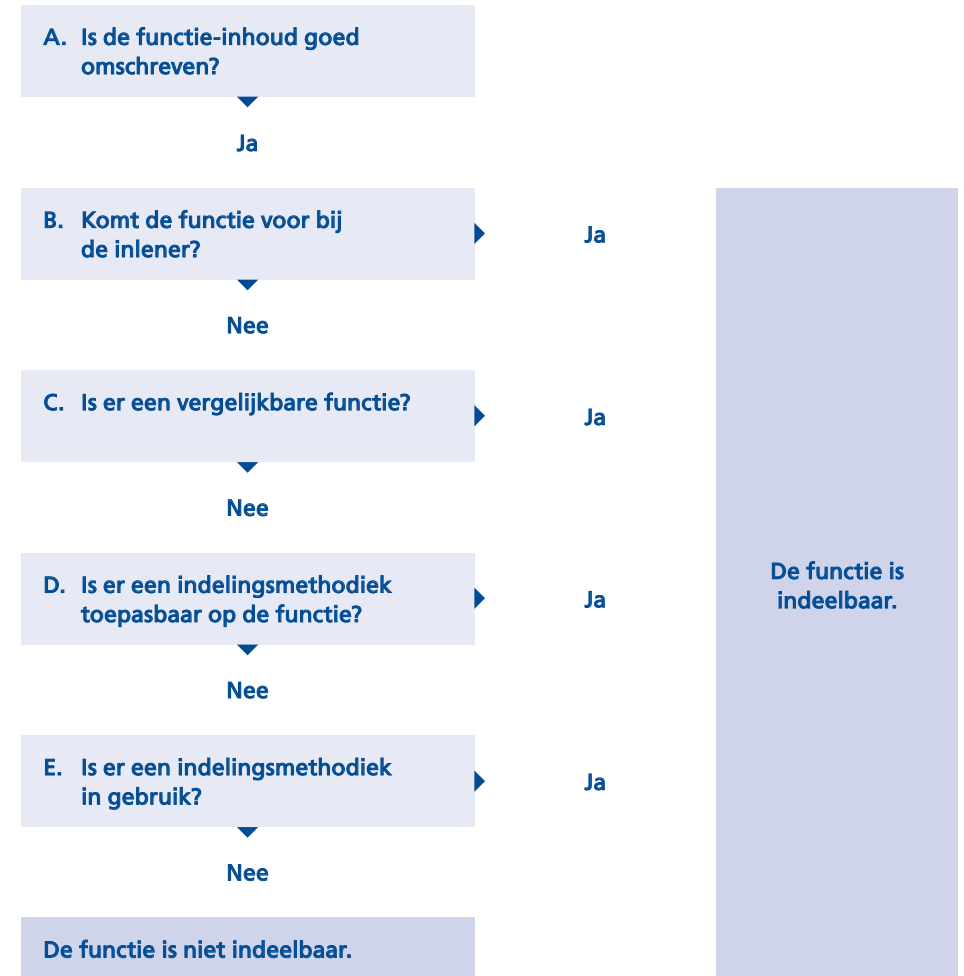 A. Is de functie-inhoud goed
omschreven?
Ja
B. Komt de functie voor bij
de inlener?
Ja
Nee
C. Is er een vergelijkbare functie?
Ja
Nee
D. Is er een indelingsmethodiek
toepasbaar op de functie?
Ja
Nee
E. Is er een indelingsmethodiek
in gebruik?
Ja
Nee
De functie is niet indeelbaar.
De functie is
indeelbaar.